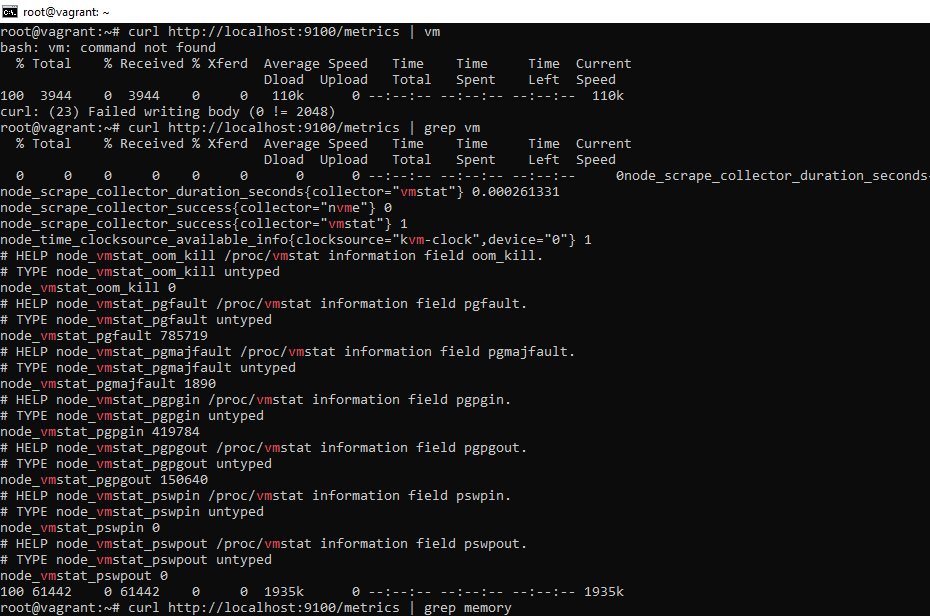 root@vagrant: ~
root@vagrant:~# curl http://localhost:9100/metrics | vm
bash: vm: command not found
  % Total    % Received % Xferd  Average Speed   Time    Time     Time  Current
                                 Dload  Upload   Total   Spent    Left  Speed
100  3944    0  3944    0     0   110k      0 --:--:-- --:--:-- --:--:--  110k
curl: (23) Failed writing body (0 != 2048)
root@vagrant:~# curl http://localhost:9100/metrics | grep vm
  % Total    % Received % Xferd  Average Speed   Time    Time     Time  Current
                                 Dload  Upload   Total   Spent    Left  Speed
  0     0    0     0    0     0      0      0 --:--:-- --:--:-- --:--:--     0node_scrape_collector_duration_seconds
node_scrape_collector_duration_seconds{collector="vmstat"} 0.000261331
node_scrape_collector_success{collector="nvme"} 0
node_scrape_collector_success{collector="vmstat"} 1
node_time_clocksource_available_info{clocksource="kvm-clock",device="0"} 1
# HELP node_vmstat_oom_kill /proc/vmstat information field oom_kill.
# TYPE node_vmstat_oom_kill untyped
node_vmstat_oom_kill 0
# HELP node_vmstat_pgfault /proc/vmstat information field pgfault.
# TYPE node_vmstat_pgfault untyped
node_vmstat_pgfault 785719
# HELP node_vmstat_pgmajfault /proc/vmstat information field pgmajfault.
# TYPE node_vmstat_pgmajfault untyped
node_vmstat_pgmajfault 1890
# HELP node_vmstat_pgpgin /proc/vmstat information field pgpgin.
# TYPE node_vmstat_pgpgin untyped
node_vmstat_pgpgin 419784
# HELP node_vmstat_pgpgout /proc/vmstat information field pgpgout.
# TYPE node_vmstat_pgpgout untyped
node_vmstat_pgpgout 150640
# HELP node_vmstat_pswpin /proc/vmstat information field pswpin.
# TYPE node_vmstat_pswpin untyped
node_vmstat_pswpin 0
# HELP node_vmstat_pswpout /proc/vmstat information field pswpout.
# TYPE node_vmstat_pswpout untyped
node_vmstat_pswpout 0
100 61442    0 61442    0     0  1935k      0 --:--:-- --:--:-- --:--:-- 1935k
root@vagrant:~# curl http://localhost:9100/metrics | grep memory